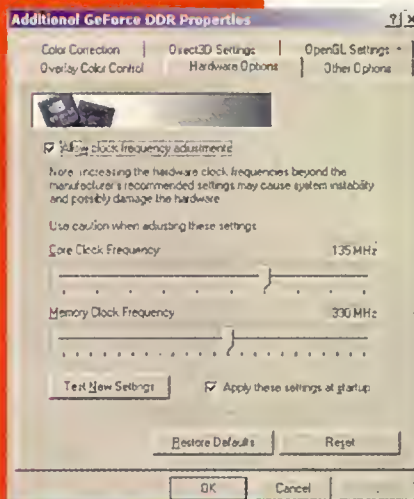 Additional GeForce DDR Properties
Color Correction
Direct3D Settings
OpenGL Settings
Overlay Color Control
Hardware Options
Other Options
Allow clock frequency adjustments
Note: increasing the hardware clock frequencies beyond the
manufacturer's recommended settings may cause system instability
and possibly damage the hardware.
Use caution when adjusting these settings
Core Clock Frequency
135 MHz
Memory Clock Frequency
330 MHz
Test New Settings
Apply these settings at startup
Restore Defaults
Reset
OK
Cancel